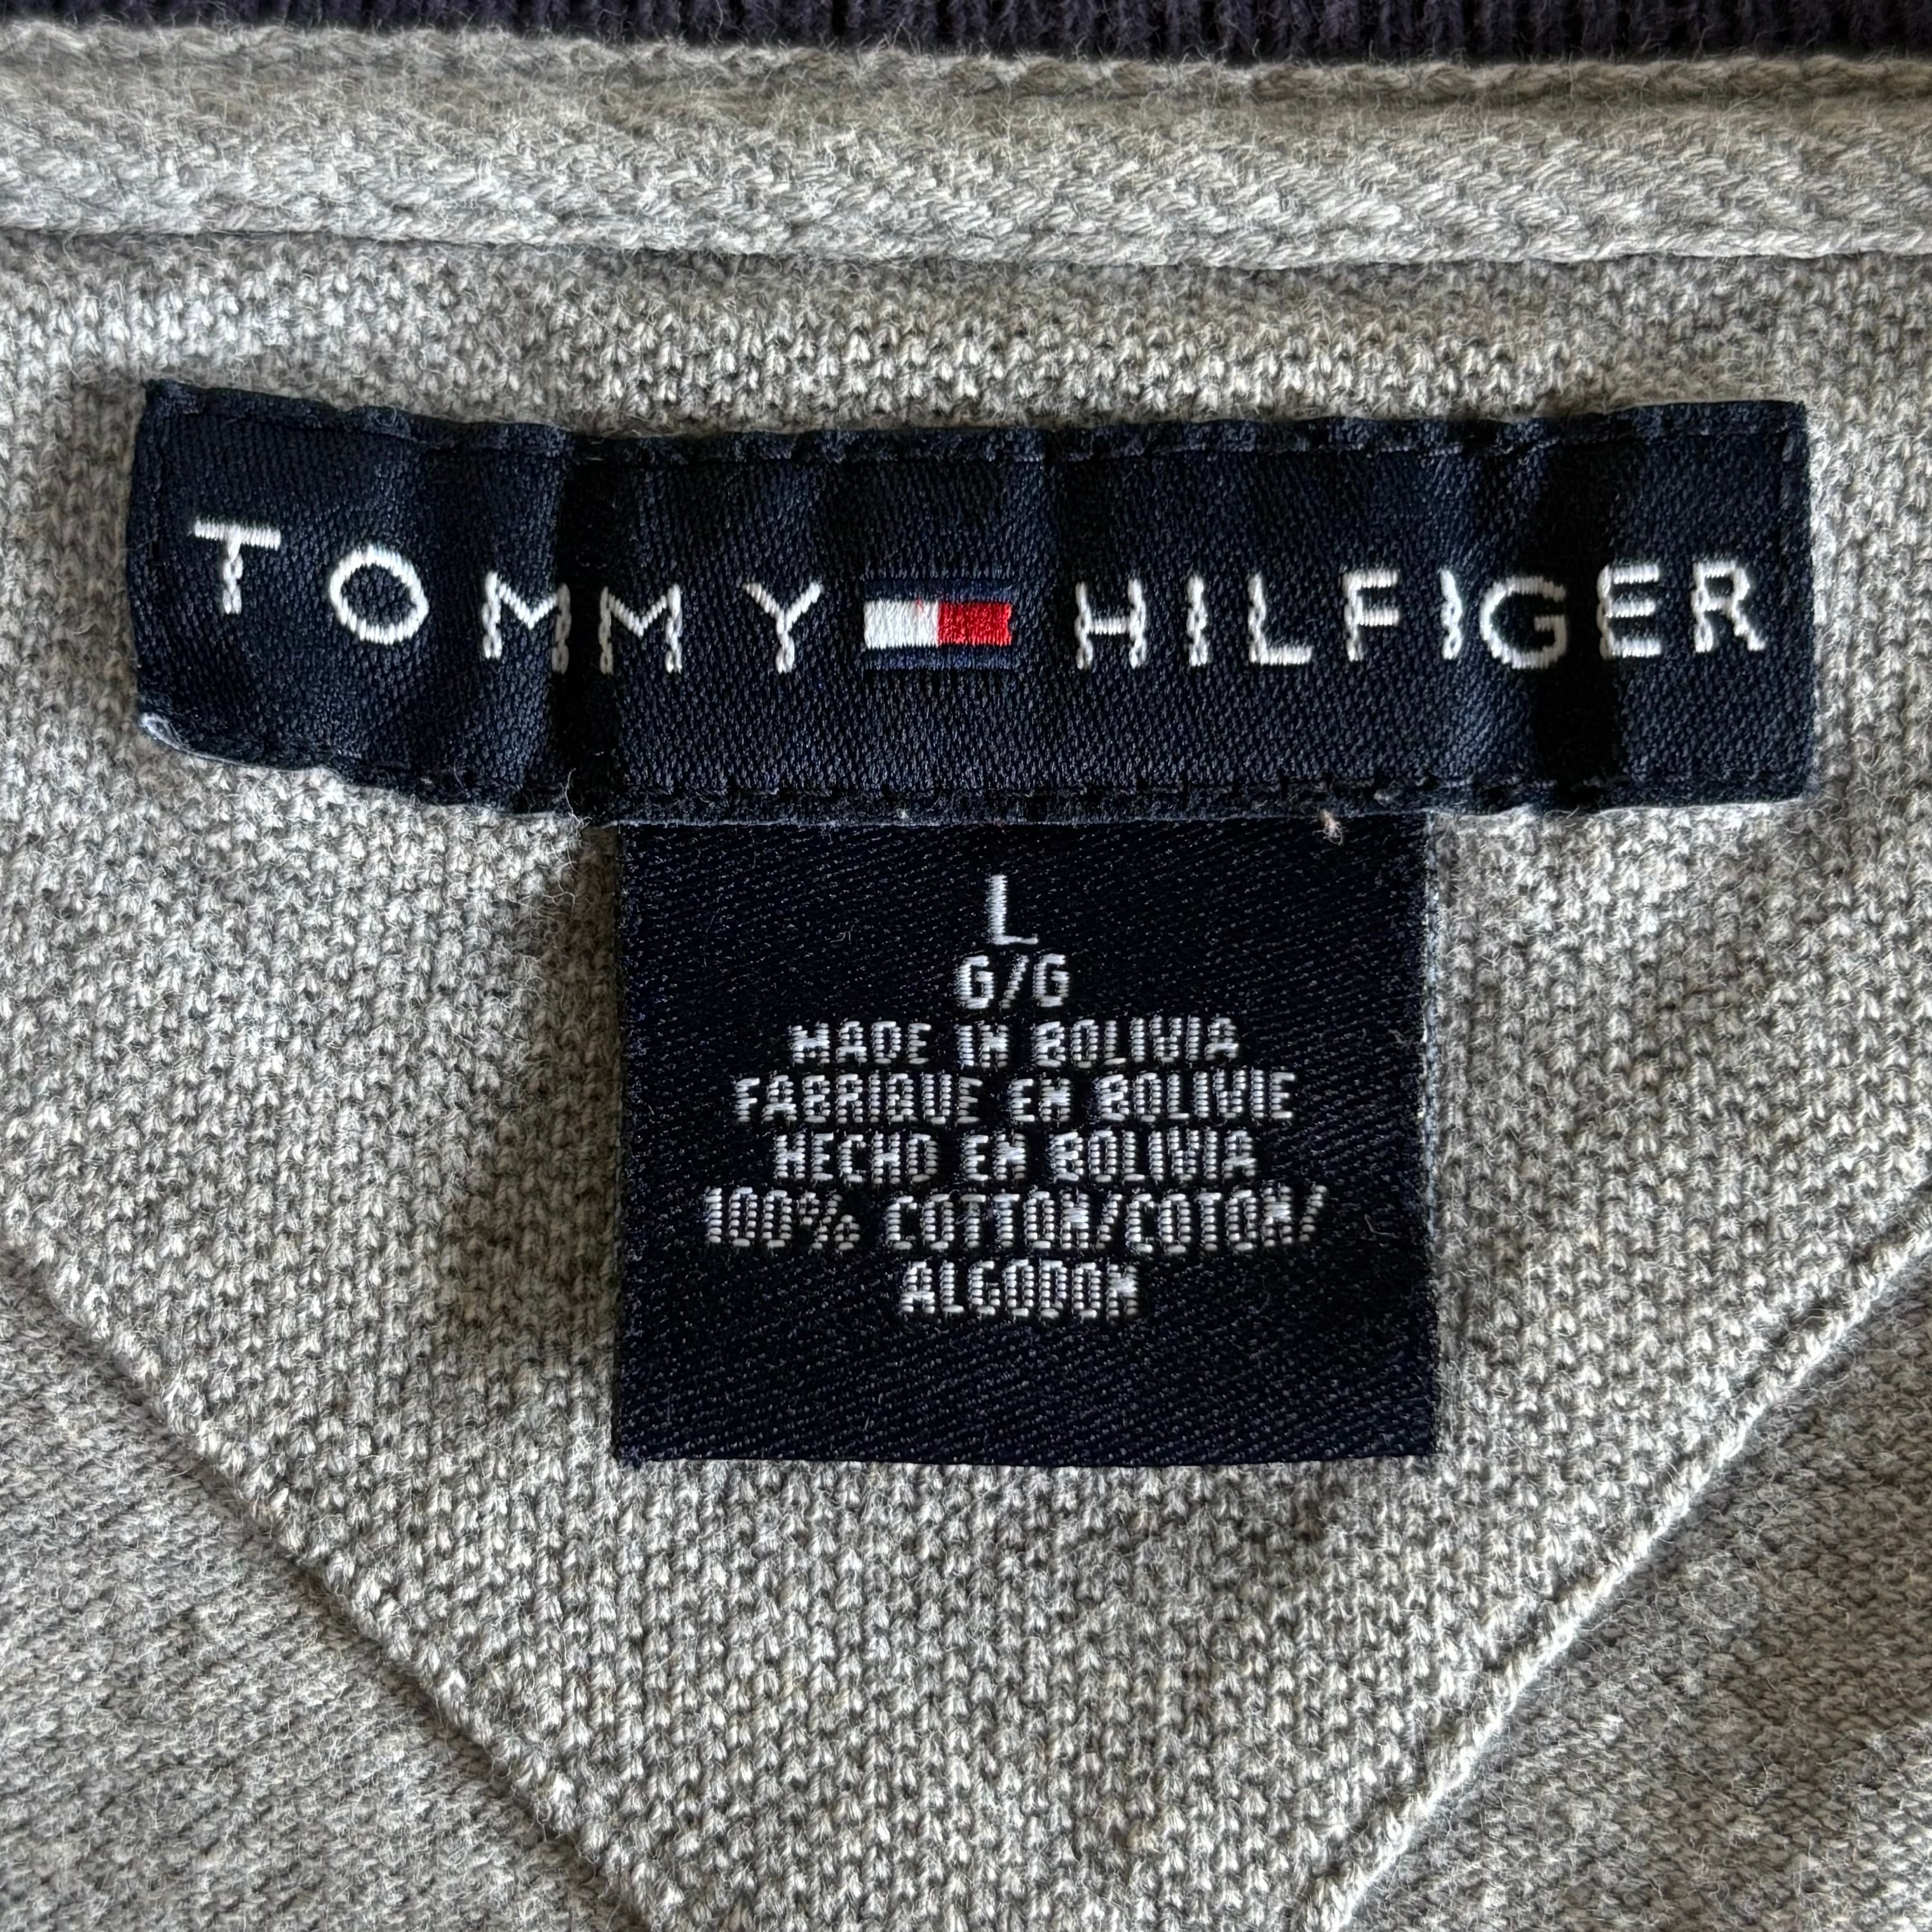 TOMMY HILFIGER
L
G/G
MADE IN BOLIVIA
FABRIQUE EN BOLIVIE
HECHO EN BOLIVIA
100% COTTON/COTON/
ALGODON